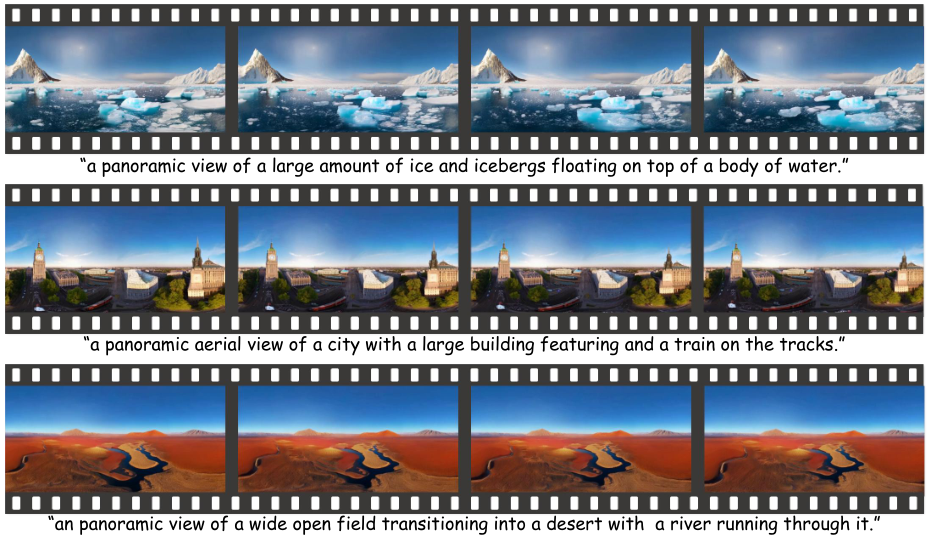 “a panoramic view of a large amount of ice and icebergs floating on top of a body of water.”
“a panoramic aerial view of a city with a large building featuring and a train on the tracks.”
“an panoramic view of a wide open field transitioning into a desert with  a river running through it.”